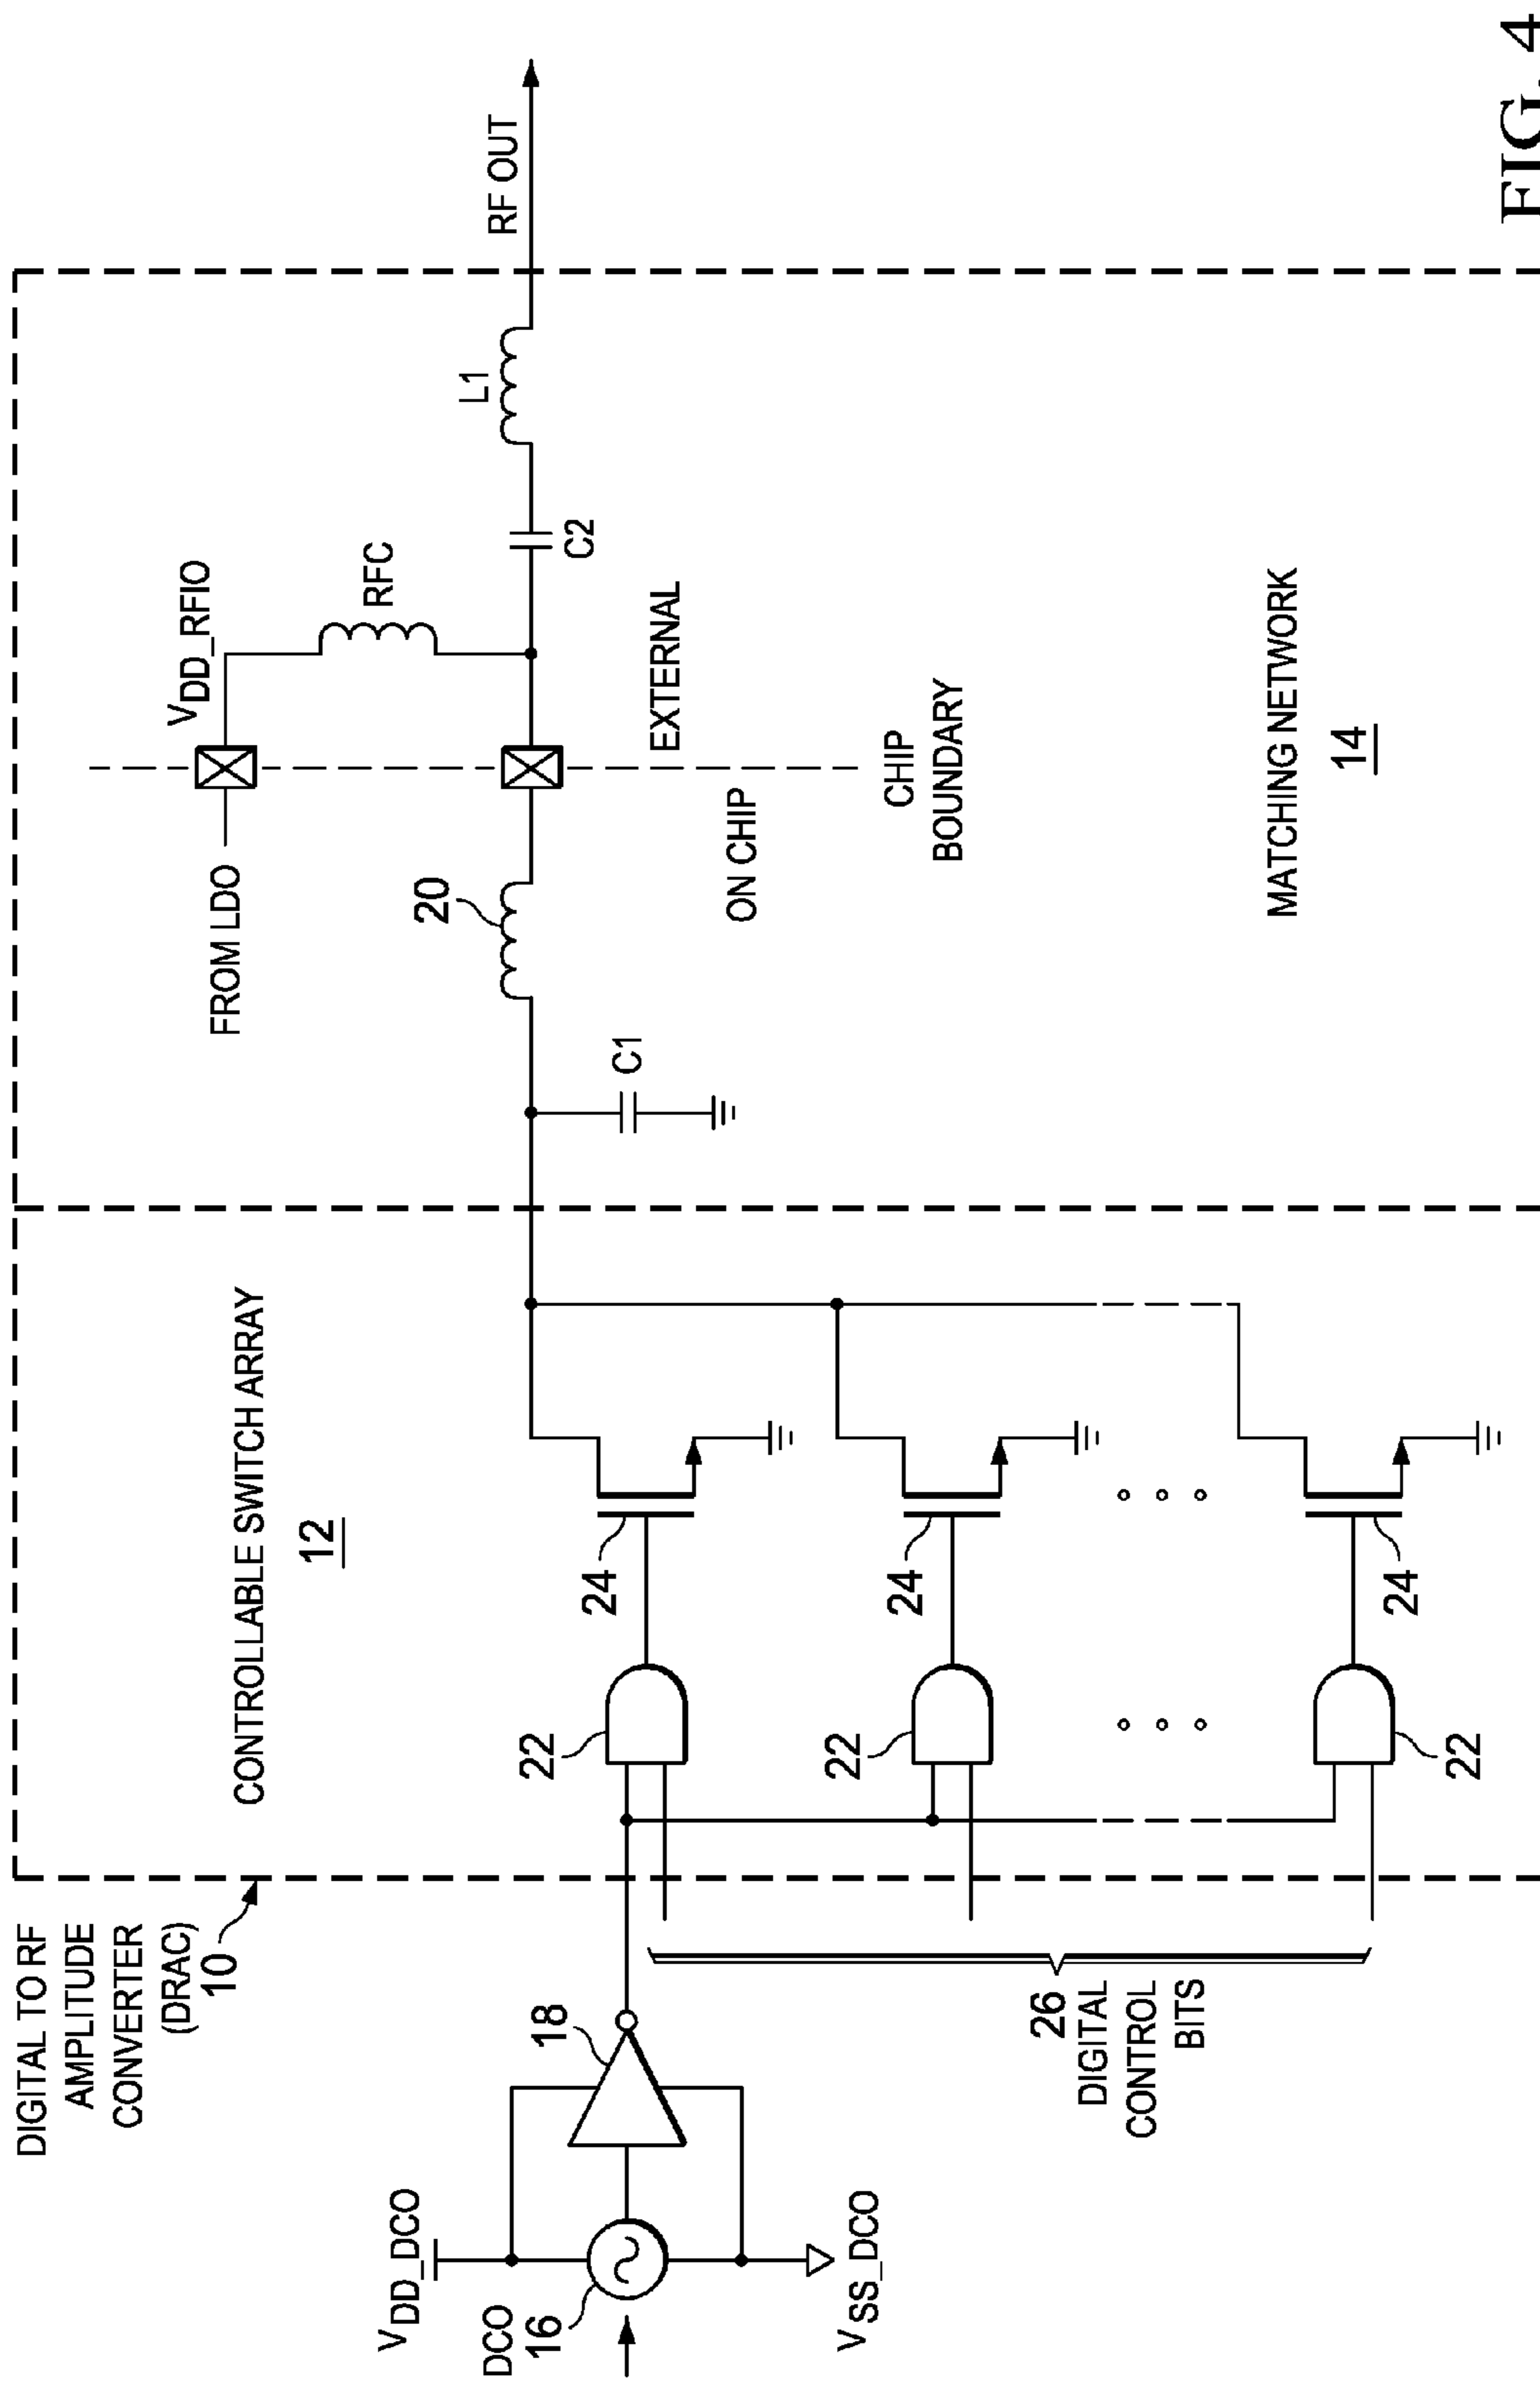 DIGITAL TO RF
AMPLITUDE
CONVERTER
(DRAC)
10
CONTROLLABLE SWITCH ARRAY
12
VDD_DCO
DCO
16
VSS_DCO
18
22
24
22
24
22
24
26
DIGITAL
CONTROL
BITS
FROM LDO
VDD_RFIO
RFC
20
C1
C2
L1
RF OUT
ON CHIP
EXTERNAL
CHIP
BOUNDARY
MATCHING NETWORK
14
FIG. 4